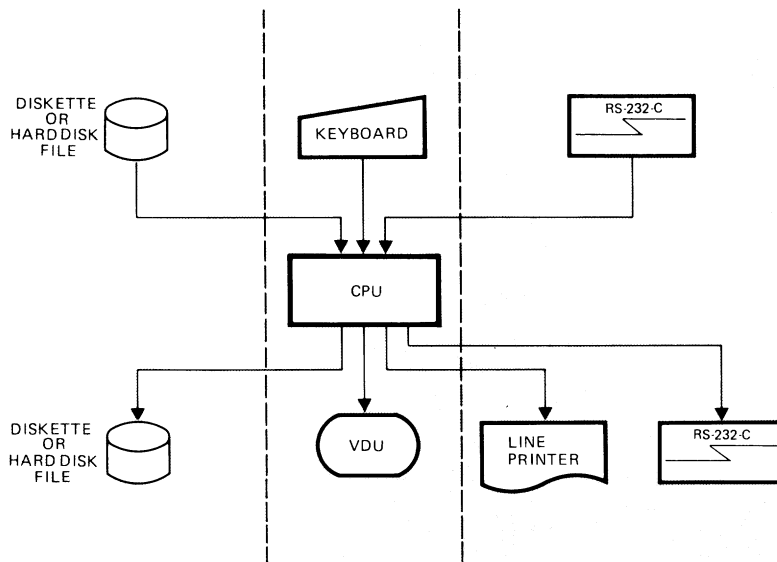 DISKETTE
OR
HARD DISK
FILE
KEYBOARD
RS-232-C
CPU
DISKETTE
OR
HARD DISK
FILE
VDU
LINE
PRINTER
RS-232-C